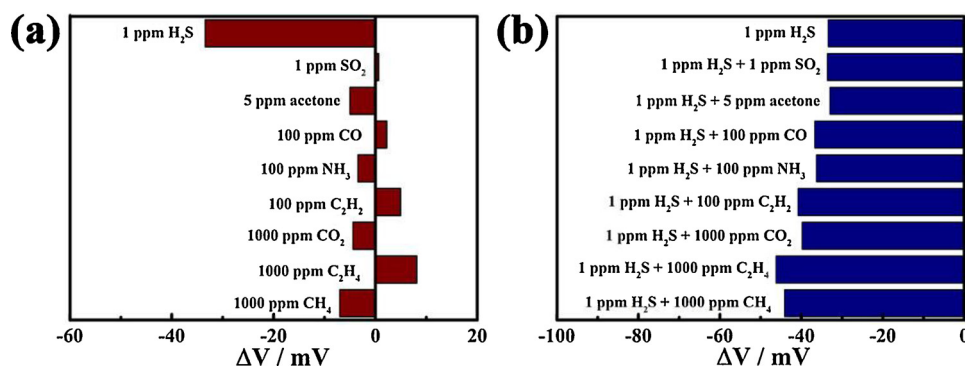 (a)
1 ppm H₂S
1 ppm SO₂
5 ppm acetone
100 ppm CO
100 ppm NH₃
100 ppm C₂H₂
1000 ppm CO₂
1000 ppm C₂H₄
1000 ppm CH₄
-60 -40 -20 0 20
ΔV / mV
(b)
1 ppm H₂S
1 ppm H₂S + 1 ppm SO₂
1 ppm H₂S + 5 ppm acetone
1 ppm H₂S + 100 ppm CO
1 ppm H₂S + 100 ppm NH₃
1 ppm H₂S + 100 ppm C₂H₂
1 ppm H₂S + 1000 ppm CO₂
1 ppm H₂S + 1000 ppm C₂H₄
1 ppm H₂S + 1000 ppm CH₄
-100 -80 -60 -40 -20 0
ΔV / mV